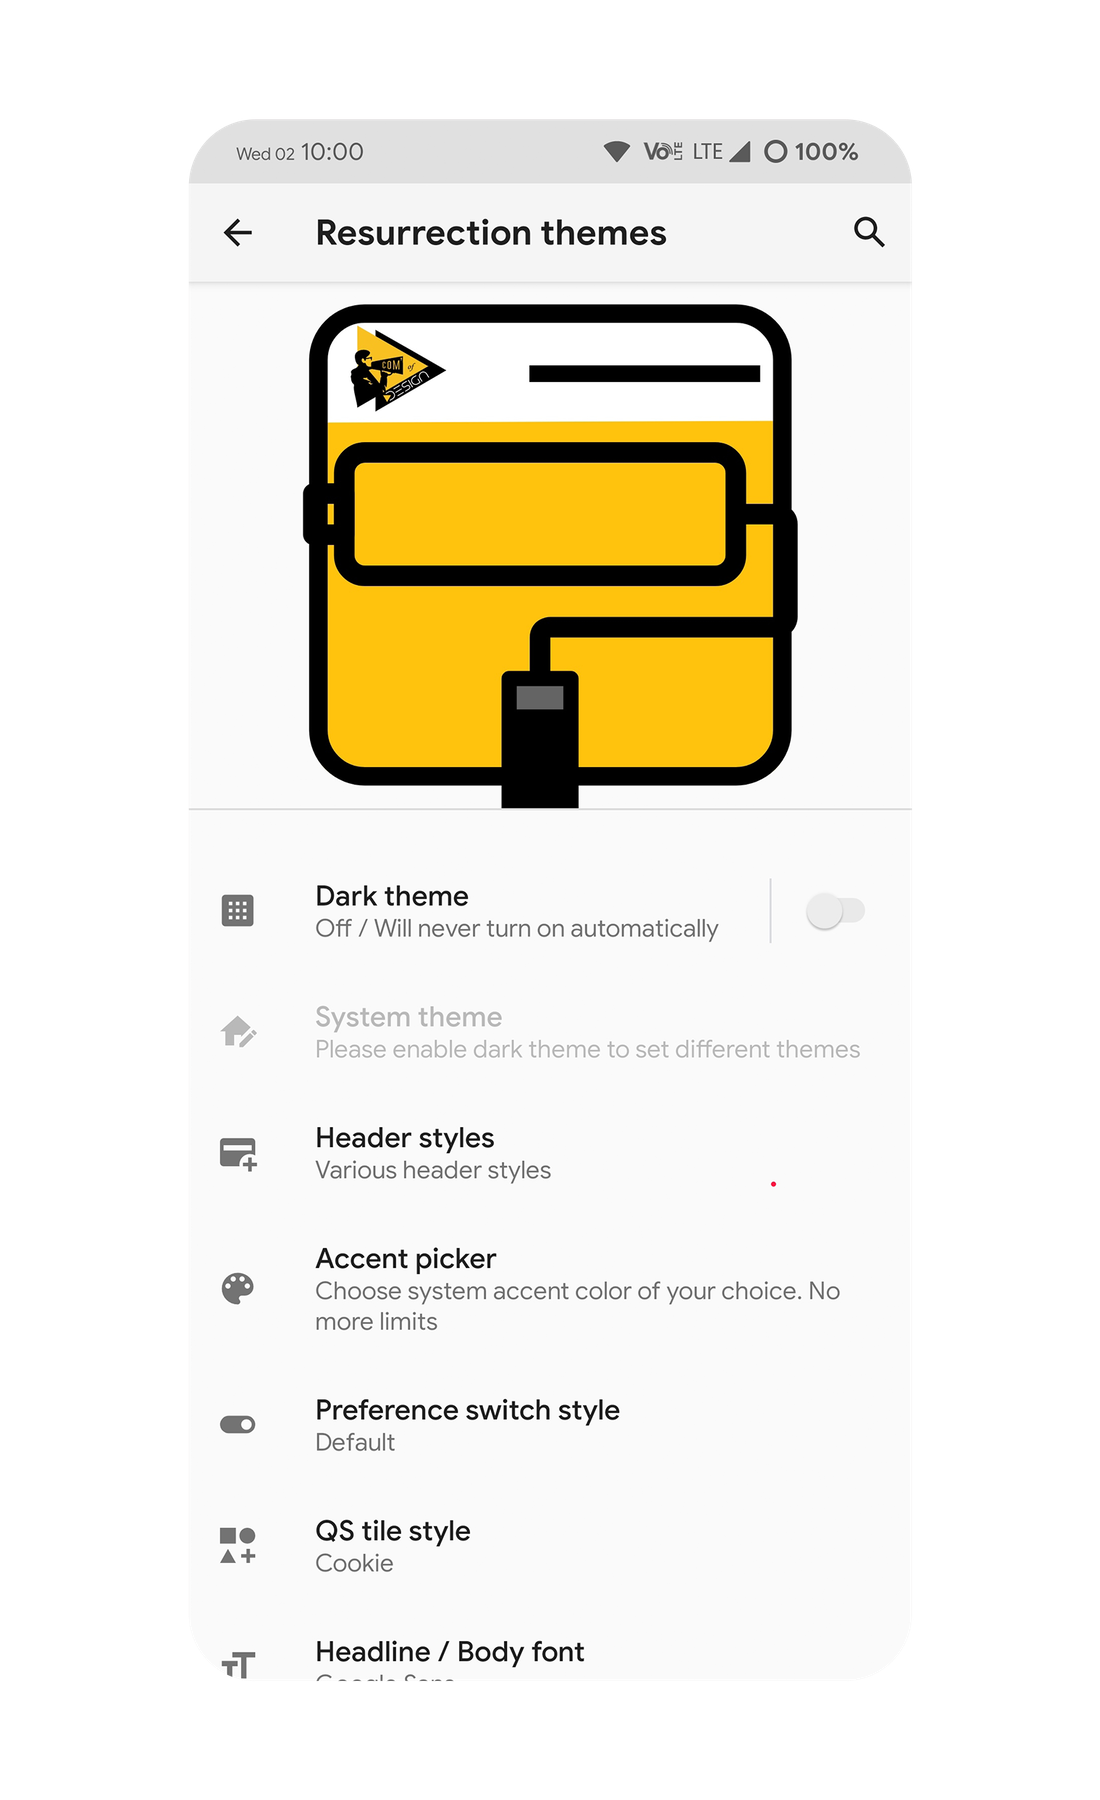 Wed 02 10:00 VoLTE LTE 100%
Resurrection themes
COM
of
DESIGN
Dark theme
Off / Will never turn on automatically
System theme
Please enable dark theme to set different themes
Header styles
Various header styles
Accent picker
Choose system accent color of your choice. No
more limits
Preference switch style
Default
QS tile style
Cookie
Headline / Body font
Google Sans